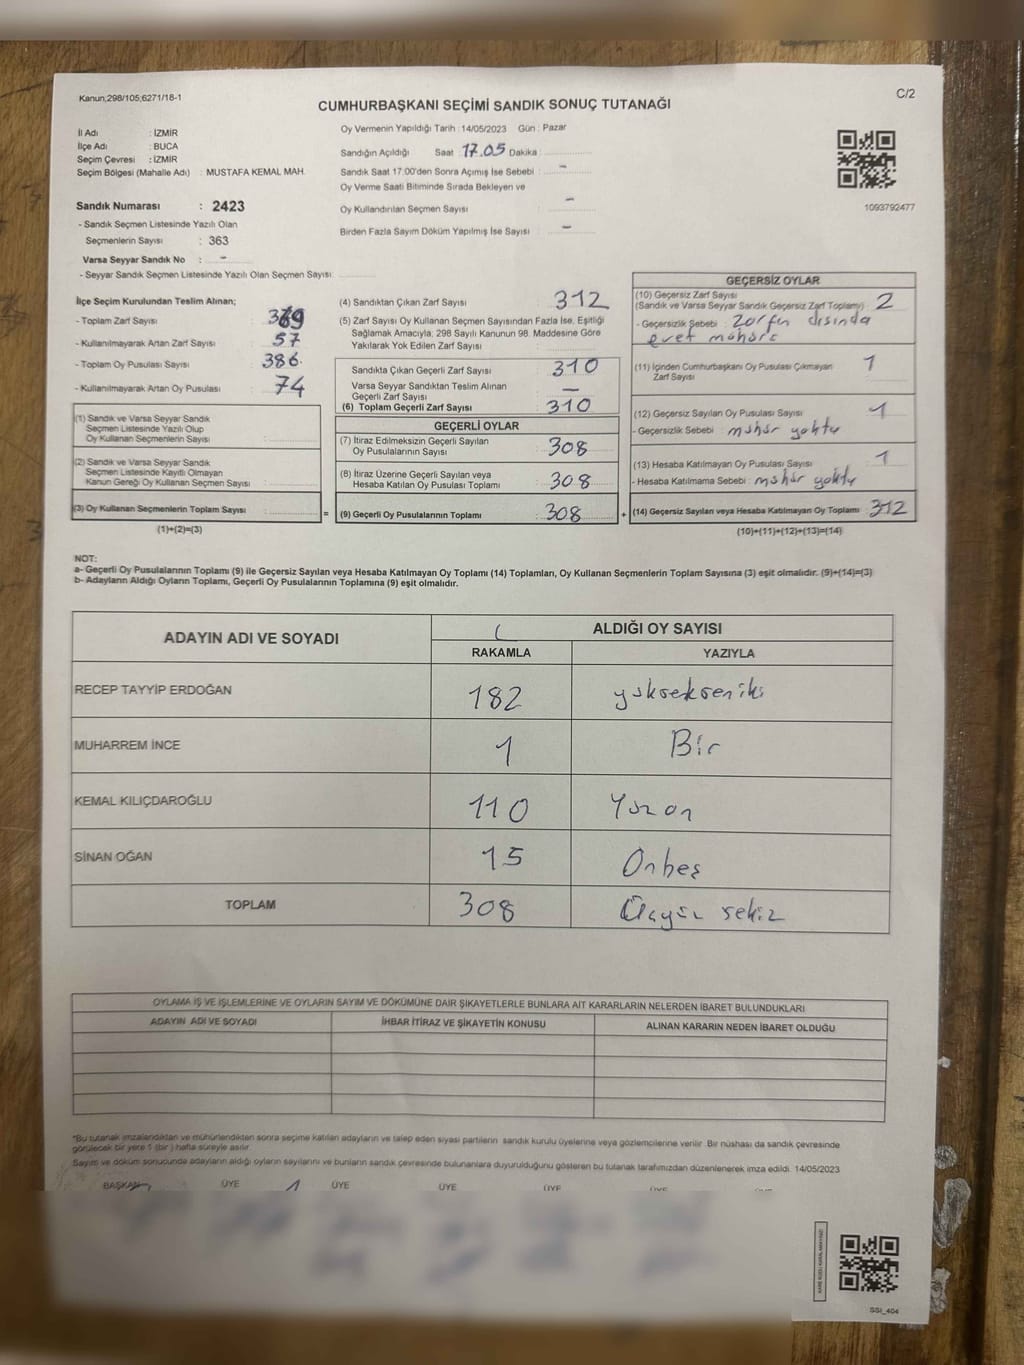 Kanun;298/105;6271/18-1
C/2
CUMHURBAŞKANI SEÇİMİ SANDIK SONUÇ TUTANAĞI
İl Adı : İZMİR
İlçe Adı : BUCA
Seçim Çevresi : İZMİR
Seçim Bölgesi (Mahalle Adı) : MUSTAFA KEMAL MAH.
Sandık Numarası : 2423
- Sandık Seçmen Listesinde Yazılı Olan
Seçmenlerin Sayısı : 363
Varsa Seyyar Sandık No : -
- Seyyar Sandık Seçmen Listesinde Yazılı Olan Seçmen Sayısı:
Oy Vermenin Yapıldığı Tarih : 14/05/2023 Gün : Pazar
Sandığın Açıldığı Saat : 17.05 Dakika :
Sandık Saat 17:00'den Sonra Açımış İse Sebebi : -
Oy Verme Saati Bitiminde Sırada Bekleyen ve
Oy Kullandırılan Seçmen Sayısı : -
Birden Fazla Sayım Döküm Yapılmış İse Sayısı : -
1093792477
İlçe Seçim Kurulundan Teslim Alınan;
- Toplam Zarf Sayısı :
- Kullanılmayarak Artan Zarf Sayısı : 57
- Toplam Oy Pusulası Sayısı : 386
- Kullanılmayarak Artan Oy Pusulası : 74
(1) Sandık ve Varsa Seyyar Sandık
Seçmen Listesinde Yazılı Olup
Oy Kullanan Seçmenlerin Sayısı :
(2) Sandık ve Varsa Seyyar Sandık
Seçmen Listesinde Kayıtlı Olmayan
Kanun Gereği Oy Kullanan Seçmen Sayısı :
(3) Oy Kullanan Seçmenlerin Toplam Sayısı :
(1)+(2)=(3)
(4) Sandıktan Çıkan Zarf Sayısı : 312
(5) Zarf Sayısı Oy Kullanan Seçmen Sayısından Fazla İse, Eşitliği
Sağlamak Amacıyla, 298 Sayılı Kanunun 98. Maddesine Göre
Yakılarak Yok Edilen Zarf Sayısı :
Sandıkta Çıkan Geçerli Zarf Sayısı : 310
Varsa Seyyar Sandıktan Teslim Alınan
Geçerli Zarf Sayısı : -
(6) Toplam Geçerli Zarf Sayısı : 310
GEÇERLİ OYLAR
(7) İtiraz Edilmeksizin Geçerli Sayılan
Oy Pusulalarının Sayısı : 308
(8) İtiraz Üzerine Geçerli Sayılan veya
Hesaba Katılan Oy Pusulası Toplamı : 308
= (9) Geçerli Oy Pusulalarının Toplamı : 308 +
GEÇERSİZ OYLAR
(10) Geçersiz Zarf Sayısı
(Sandık ve Varsa Seyyar Sandık Geçersiz Zarf Toplamı) : 2
- Geçersizlik Sebebi : Zarfın dısında
evet mühürü
(11) İçinden Cumhurbaşkanı Oy Pusulası Çıkmayan
Zarf Sayısı : 1
(12) Geçersiz Sayılan Oy Pusulası Sayısı : 1
- Geçersizlik Sebebi : mühür yoktu
(13) Hesaba Katılmayan Oy Pusulası Sayısı : 1
- Hesaba Katılmama Sebebi : mühür yoktu
(14) Geçersiz Sayılan veya Hesaba Katılmayan Oy Toplamı : 312
(10)+(11)+(12)+(13)=(14)
NOT:
a- Geçerli Oy Pusulalarının Toplamı (9) ile Geçersiz Sayılan veya Hesaba Katılmayan Oy Toplamı (14) Toplamları, Oy Kullanan Seçmenlerin Toplam Sayısına (3) eşit olmalıdır. (9)+(14)=(3)
b- Adayların Aldığı Oyların Toplamı, Geçerli Oy Pusulalarının Toplamına (9) eşit olmalıdır.
ADAYIN ADI VE SOYADI
ALDIĞI OY SAYISI
RAKAMLA YAZIYLA
RECEP TAYYİP ERDOĞAN 182 yüksekseniki
MUHARREM İNCE 1 Bir
KEMAL KILIÇDAROĞLU 110 Yüzon
SİNAN OĞAN 15 Onbeş
TOPLAM 308 Üçyüz sekiz
OYLAMA İŞ VE İŞLEMLERİNE VE OYLARIN SAYIM VE DÖKÜMÜNE DAİR ŞİKAYETLERLE BUNLARA AİT KARARLARIN NELERDEN İBARET BULUNDUKLARI
ADAYIN ADI VE SOYADI İHBAR İTİRAZ VE ŞİKAYETİN KONUSU ALINAN KARARIN NEDEN İBARET OLDUĞU
"Bu tutanak imzalandıktan ve mühürlendikten sonra seçime katılan adayların ve talep eden siyasi partilerin sandık kurulu üyelerine veya gözlemcilerine verilir. Bir nüshası da sandık çevresinde
görülecek bir yere 1 (bir) hafta süreyle asılır.
Sayım ve döküm sonucunda adayların aldığı oyların sayılarını ve bunların sandık çevresinde bulunanlara duyurulduğunu gösteren bu tutanak tarafımızdan düzenlenerek imza edildi. 14/05/2023
BAŞKAN ÜYE ÜYE ÜYE ÜYE ÜYE
SSI_404